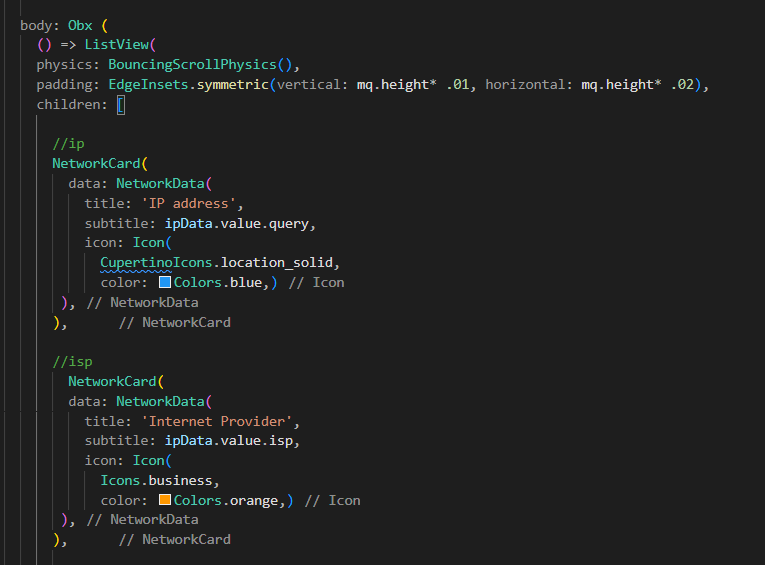 body: Obx (
() => ListView(
physics: BouncingScrollPhysics(),
padding: EdgeInsets.symmetric(vertical: mq.height* .01, horizontal: mq.height* .02),
children: [
//ip
NetworkCard(
data: NetworkData(
title: 'IP address',
subtitle: ipData.value.query,
icon: Icon(
CupertinoIcons.location_solid,
color: Colors.blue,) // Icon
), // NetworkData
), // NetworkCard
//isp
NetworkCard(
data: NetworkData(
title: 'Internet Provider',
subtitle: ipData.value.isp,
icon: Icon(
Icons.business,
color: Colors.orange,) // Icon
), // NetworkData
), // NetworkCard